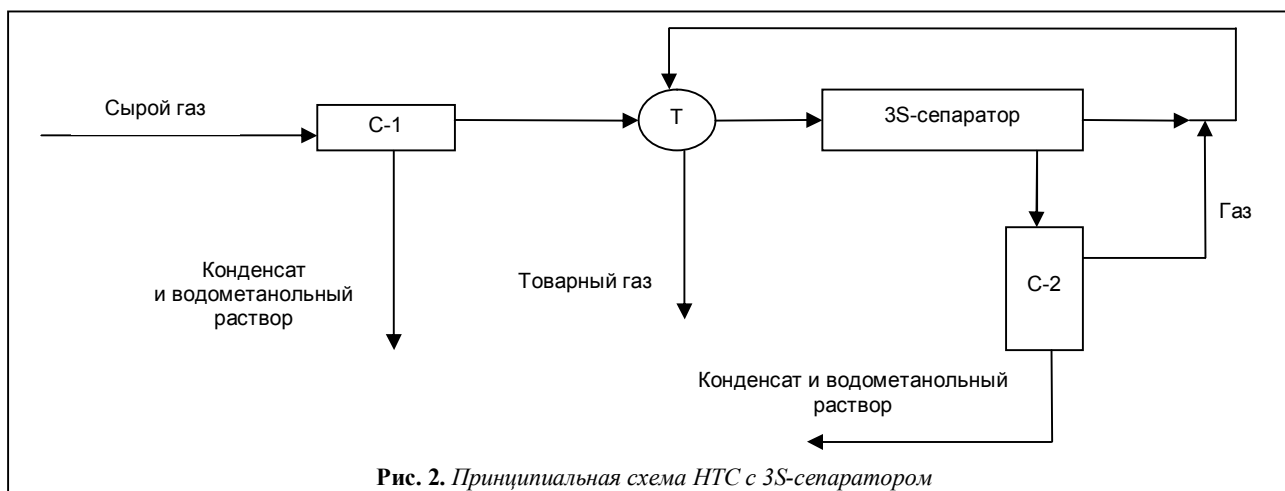 Сырой газ
С-1
Т
3S-сепаратор
Газ
Конденсат
и водометанольный
раствор
Товарный газ
С-2
Конденсат и водометанольный
раствор
Рис. 2. Принципиальная схема НТС с 3S-сепаратором